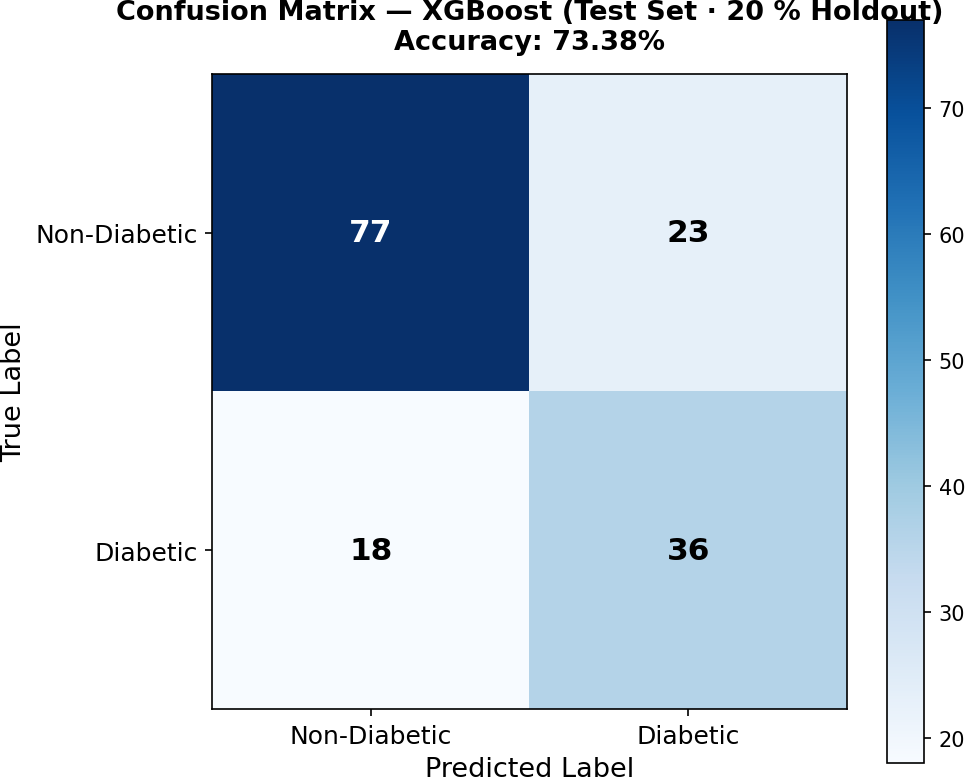 Confusion Matrix — XGBoost (Test Set · 20 % Holdout)
Accuracy: 73.38%
True Label
Non-Diabetic
77
23
Diabetic
18
36
Non-Diabetic
Diabetic
Predicted Label
70
60
50
40
30
20